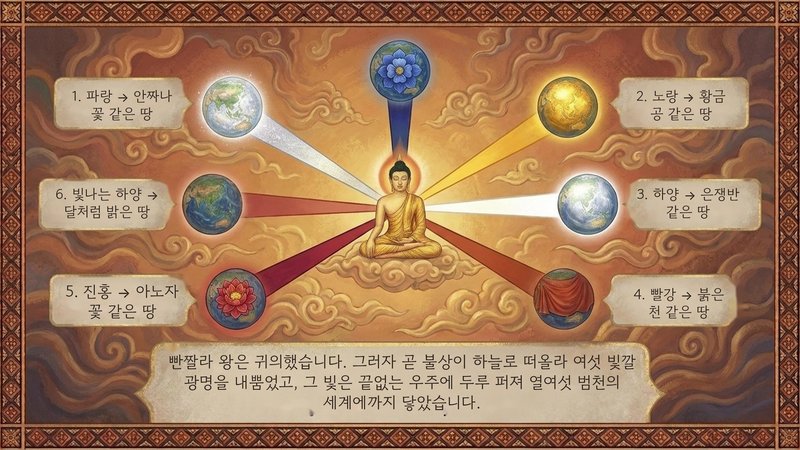 1. 파랑 → 안짜나
꽃 같은 땅
2. 노랑 → 황금
공 같은 땅
6. 빛나는 하양 →
달처럼 밝은 땅
3. 하양 → 은쟁반
같은 땅
5. 진홍 → 아노자
꽃 같은 땅
4. 빨강 → 붉은
천 같은 땅
빤짤라 왕은 귀의했습니다. 그러자 곧 불상이 하늘로 떠올라 여섯 빛깔
광명을 내뿜었고, 그 빛은 끝없는 우주에 두루 퍼져 열여섯 범천의
세계에까지 닿았습니다.